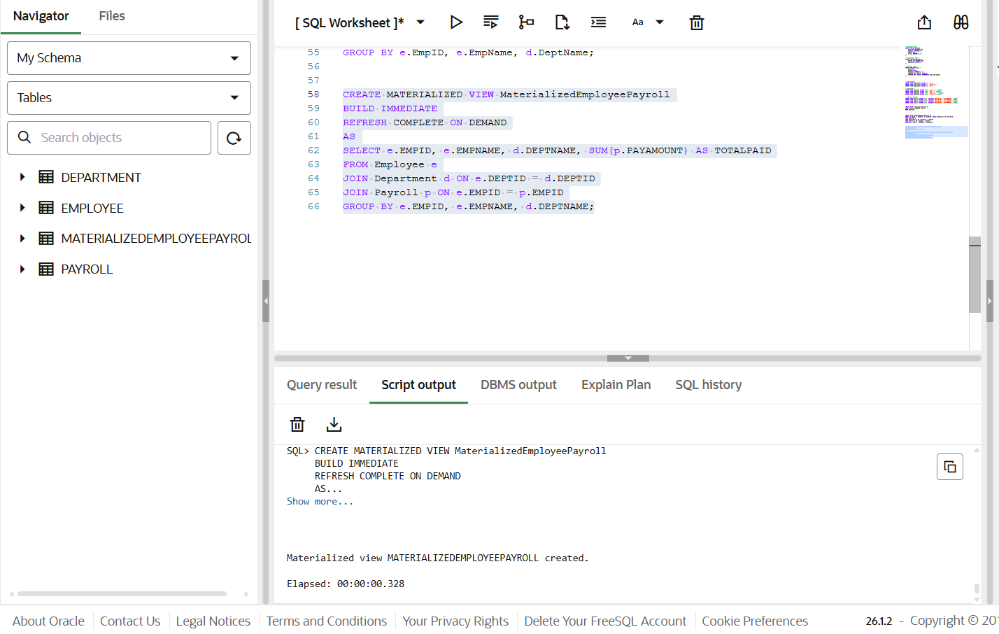 Navigator
Files
My Schema
Tables
Search objects
DEPARTMENT
EMPLOYEE
MATERIALIZEDEMPLOYEEPAYROL
PAYROLL
[ SQL Worksheet ]*
Aa
55 GROUP BY e.EmpID, e.EmpName, d.DeptName;
56
57
58 CREATE MATERIALIZED VIEW MaterializedEmployeePayroll
59 BUILD IMMEDIATE
60 REFRESH COMPLETE ON DEMAND
61 AS
62 SELECT e.EMPID, e.EMPNAME, d.DEPTNAME, SUM(p.PAYAMOUNT) AS TOTALPAID
63 FROM Employee e
64 JOIN Department d ON e.DEPTID = d.DEPTID
65 JOIN Payroll p ON e.EMPID = p.EMPID
66 GROUP BY e.EMPID, e.EMPNAME, d.DEPTNAME;
Query result
Script output
DBMS output
Explain Plan
SQL history
SQL> CREATE MATERIALIZED VIEW MaterializedEmployeePayroll
BUILD IMMEDIATE
REFRESH COMPLETE ON DEMAND
AS...
Show more...
Materialized view MATERIALIZEDEMPLOYEEPAYROLL created.
Elapsed: 00:00:00.328
About Oracle
Contact Us
Legal Notices
Terms and Conditions
Your Privacy Rights
Delete Your FreeSQL Account
Cookie Preferences
26.1.2 - Copyright © 20